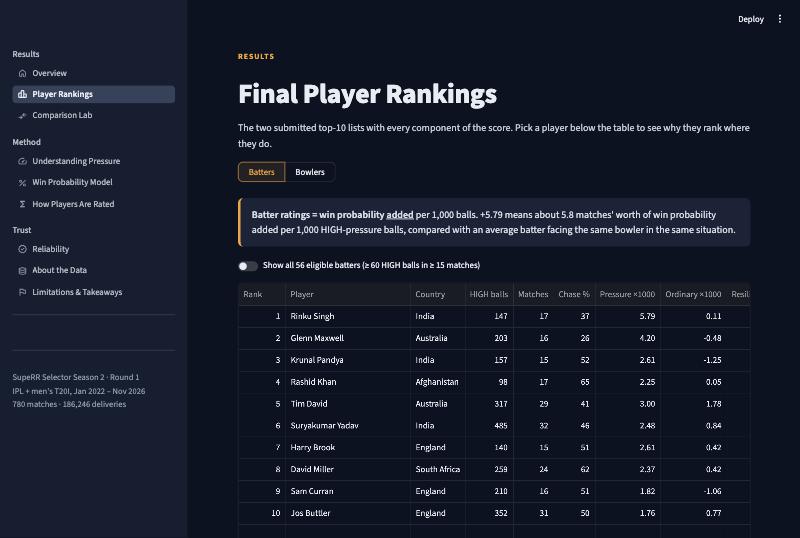 Deploy
Results
Overview
Player Rankings
Comparison Lab
Method
Understanding Pressure
Win Probability Model
How Players Are Rated
Trust
Reliability
About the Data
Limitations & Takeaways
SupeRR Selector Season 2 · Round 1
IPL + men's T20I, Jan 2022 – Nov 2026
780 matches · 186,246 deliveries
RESULTS
Final Player Rankings
The two submitted top-10 lists with every component of the score. Pick a player below the table to see why they rank where
they do.
Batters Bowlers
Batter ratings = win probability added per 1,000 balls. +5.79 means about 5.8 matches' worth of win probability
added per 1,000 HIGH-pressure balls, compared with an average batter facing the same bowler in the same situation.
Show all 56 eligible batters (≥ 60 HIGH balls in ≥ 15 matches)
Rank Player Country HIGH balls Matches Chase % Pressure ×1000 Ordinary ×1000 Resili
1 Rinku Singh India 147 17 37 5.79 0.11
2 Glenn Maxwell Australia 203 16 26 4.20 -0.48
3 Krunal Pandya India 157 15 52 2.61 -1.25
4 Rashid Khan Afghanistan 98 17 65 2.25 0.05
5 Tim David Australia 317 29 41 3.00 1.78
6 Suryakumar Yadav India 485 32 46 2.48 0.84
7 Harry Brook England 140 15 51 2.61 0.42
8 David Miller South Africa 259 24 62 2.37 0.42
9 Sam Curran England 210 16 51 1.82 -1.06
10 Jos Buttler England 352 31 50 1.76 0.77